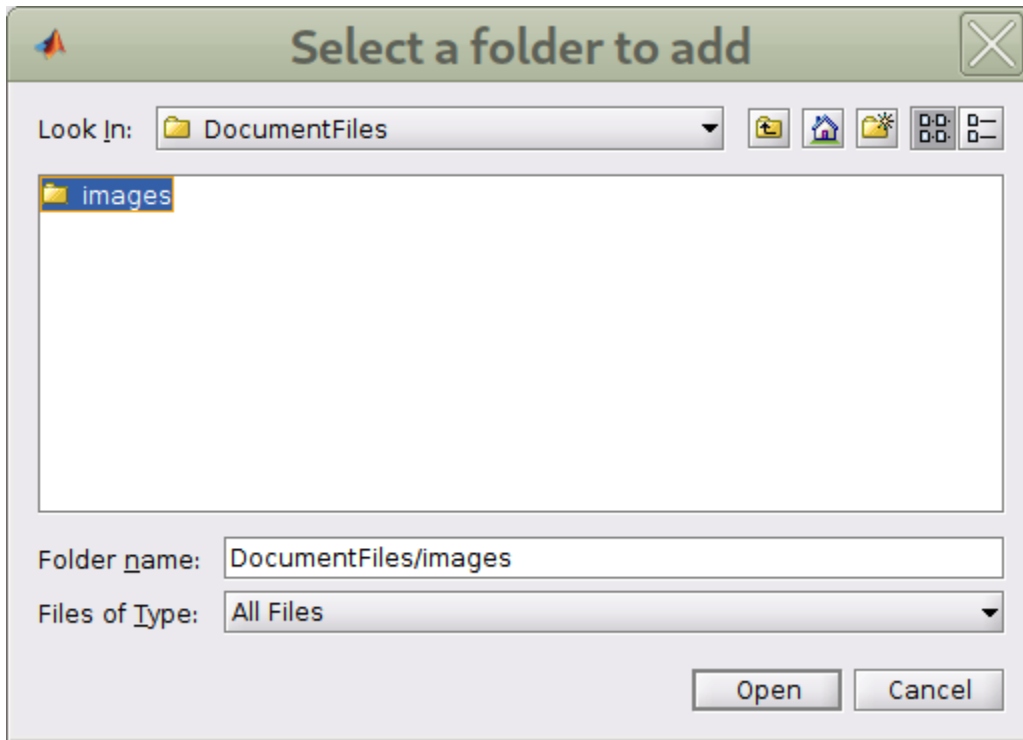 Select a folder to add
Look In: DocumentFiles
images
Folder name: DocumentFiles/images
Files of Type: All Files
Open Cancel